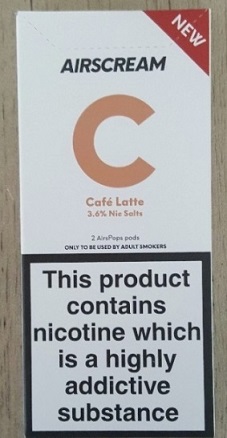 NEW
AIRSCREAM
C
Café Latte
3.6% Nic Salts
2 AirsPops pods
ONLY TO BE USED BY ADULT SMOKERS
This product
contains
nicotine which
is a highly
addictive
substance